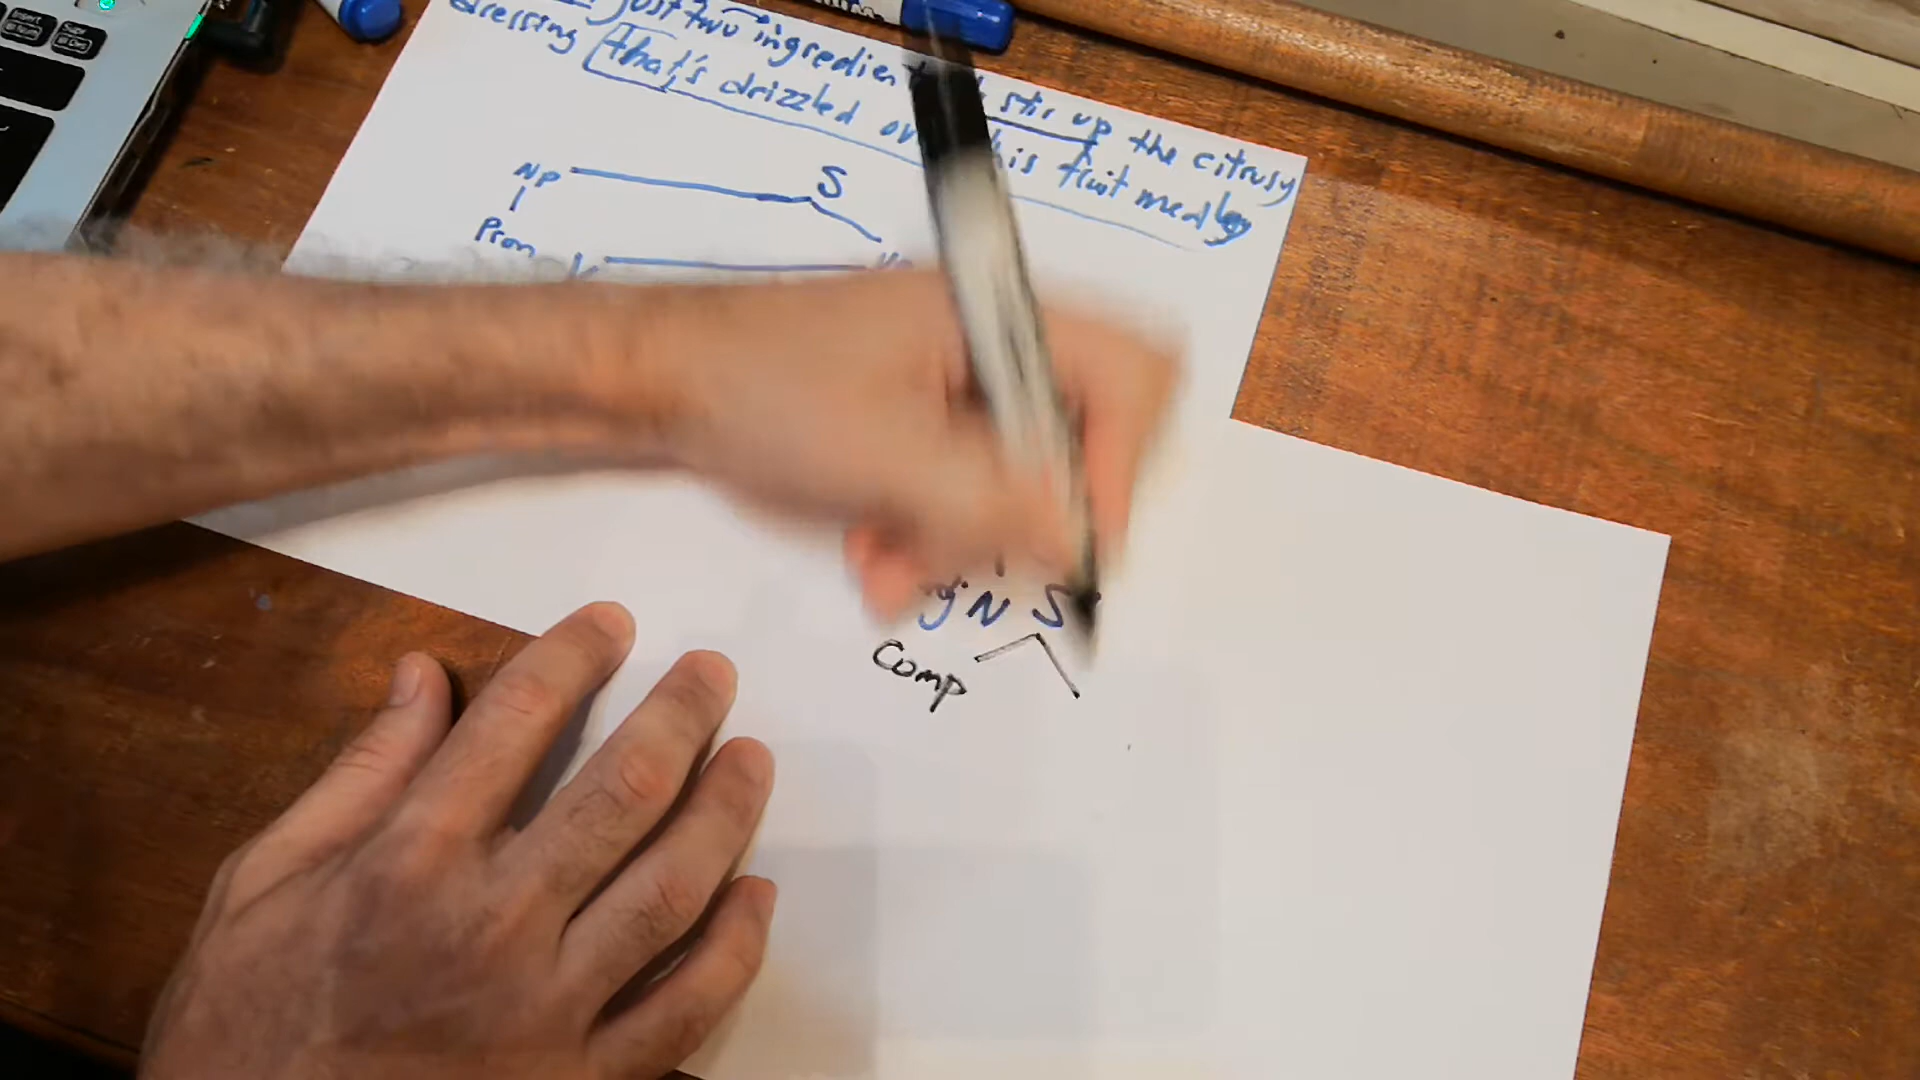 just two ingredien stir up the citrusy
dressing that's drizzled ov his fruit medley
NP S
Pron V
N S
Comp